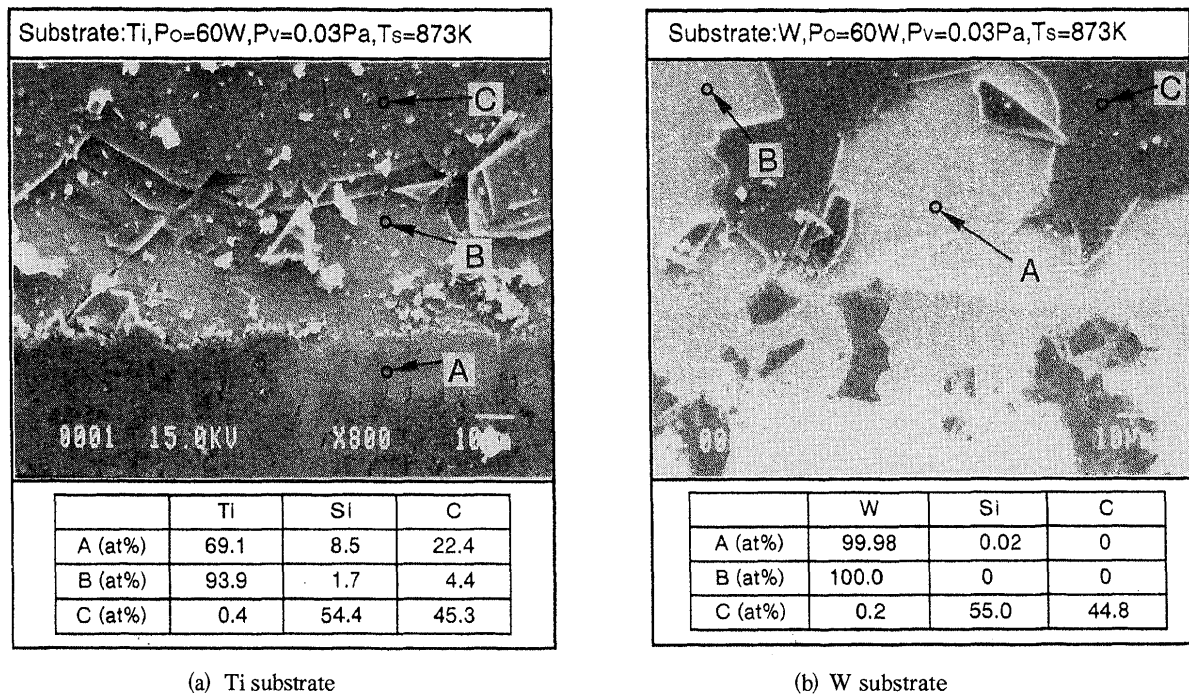 Substrate:Ti,Po=60W,Pv=0.03Pa,Ts=873K
C
B
A
0001 15.0KV X800
Ti Si C
A (at%) 69.1 8.5 22.4
B (at%) 93.9 1.7 4.4
C (at%) 0.4 54.4 45.3
(a) Ti substrate
Substrate:W,Po=60W,Pv=0.03Pa,Ts=873K
B
C
A
00
W Si C
A (at%) 99.98 0.02 0
B (at%) 100.0 0 0
C (at%) 0.2 55.0 44.8
(b) W substrate